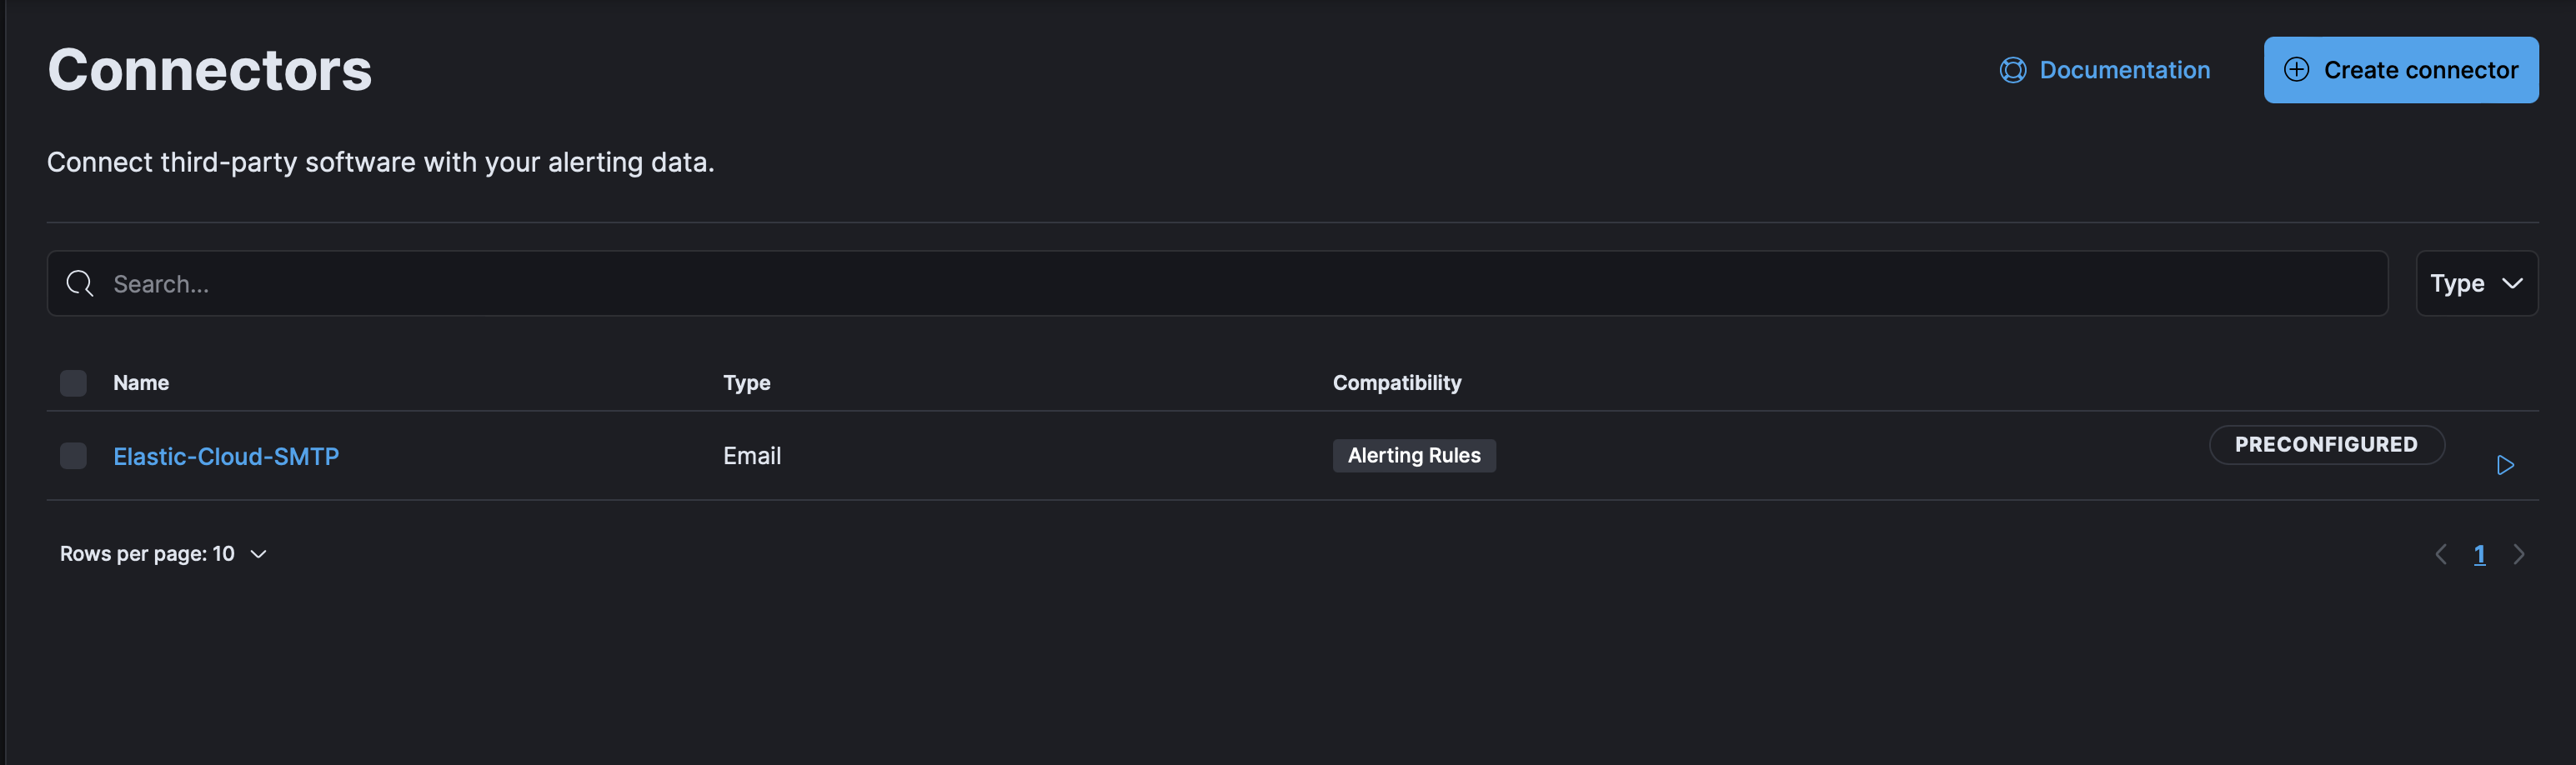 Connectors
Documentation
Create connector
Connect third-party software with your alerting data.
Search...
Type
Name Type Compatibility
Elastic-Cloud-SMTP Email Alerting Rules PRECONFIGURED
Rows per page: 10
1